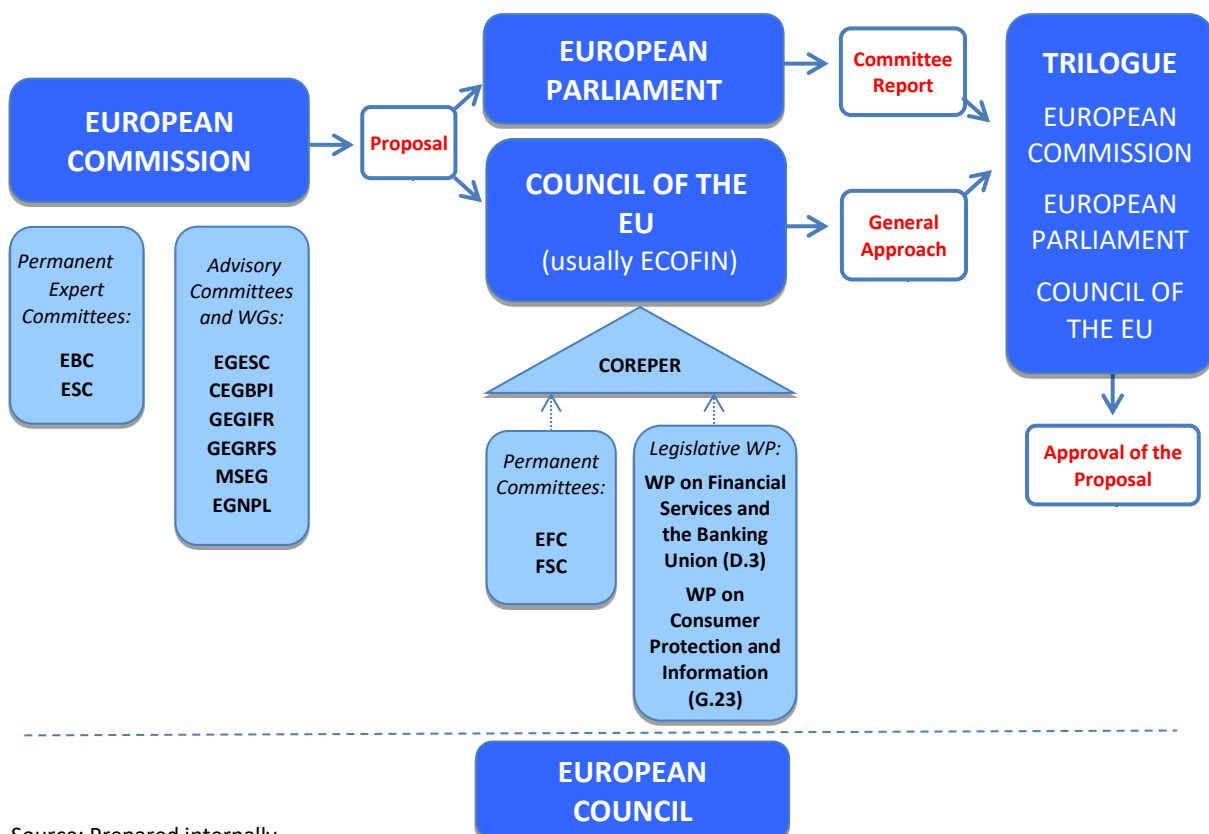 EUROPEAN
COMMISSION
Proposal
EUROPEAN
PARLIAMENT
COUNCIL OF THE
EU
(usually ECOFIN)
Committee
Report
General
Approach
TRILOGUE
EUROPEAN
COMMISSION
EUROPEAN
PARLIAMENT
COUNCIL OF
THE EU
Approval of the
Proposal
Permanent
Expert
Committees:
EBC
ESC
Advisory
Committees
and WGs:
EGESC
CEGBPI
GEGIFR
GEGRFS
MSEG
EGNPL
COREPER
Permanent
Committees:
EFC
FSC
Legislative WP:
WP on Financial
Services and
the Banking
Union (D.3)
WP on
Consumer
Protection and
Information
(G.23)
EUROPEAN
COUNCIL
Source: Prepared internally